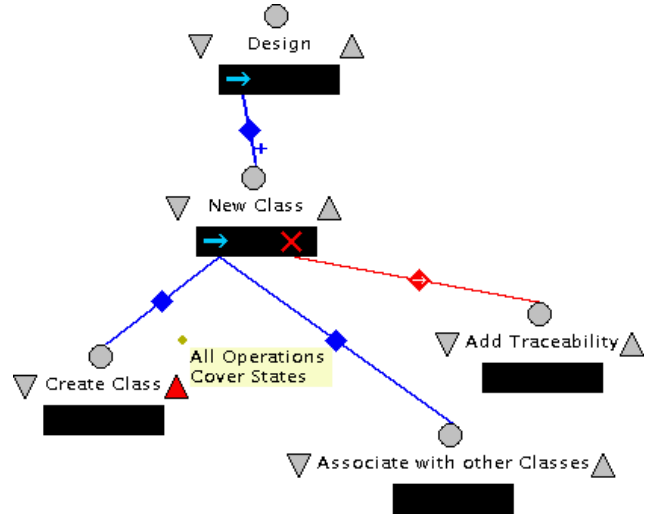 Design
New Class
Add Traceability
All Operations
Cover States
Create Class
Associate with other Classes